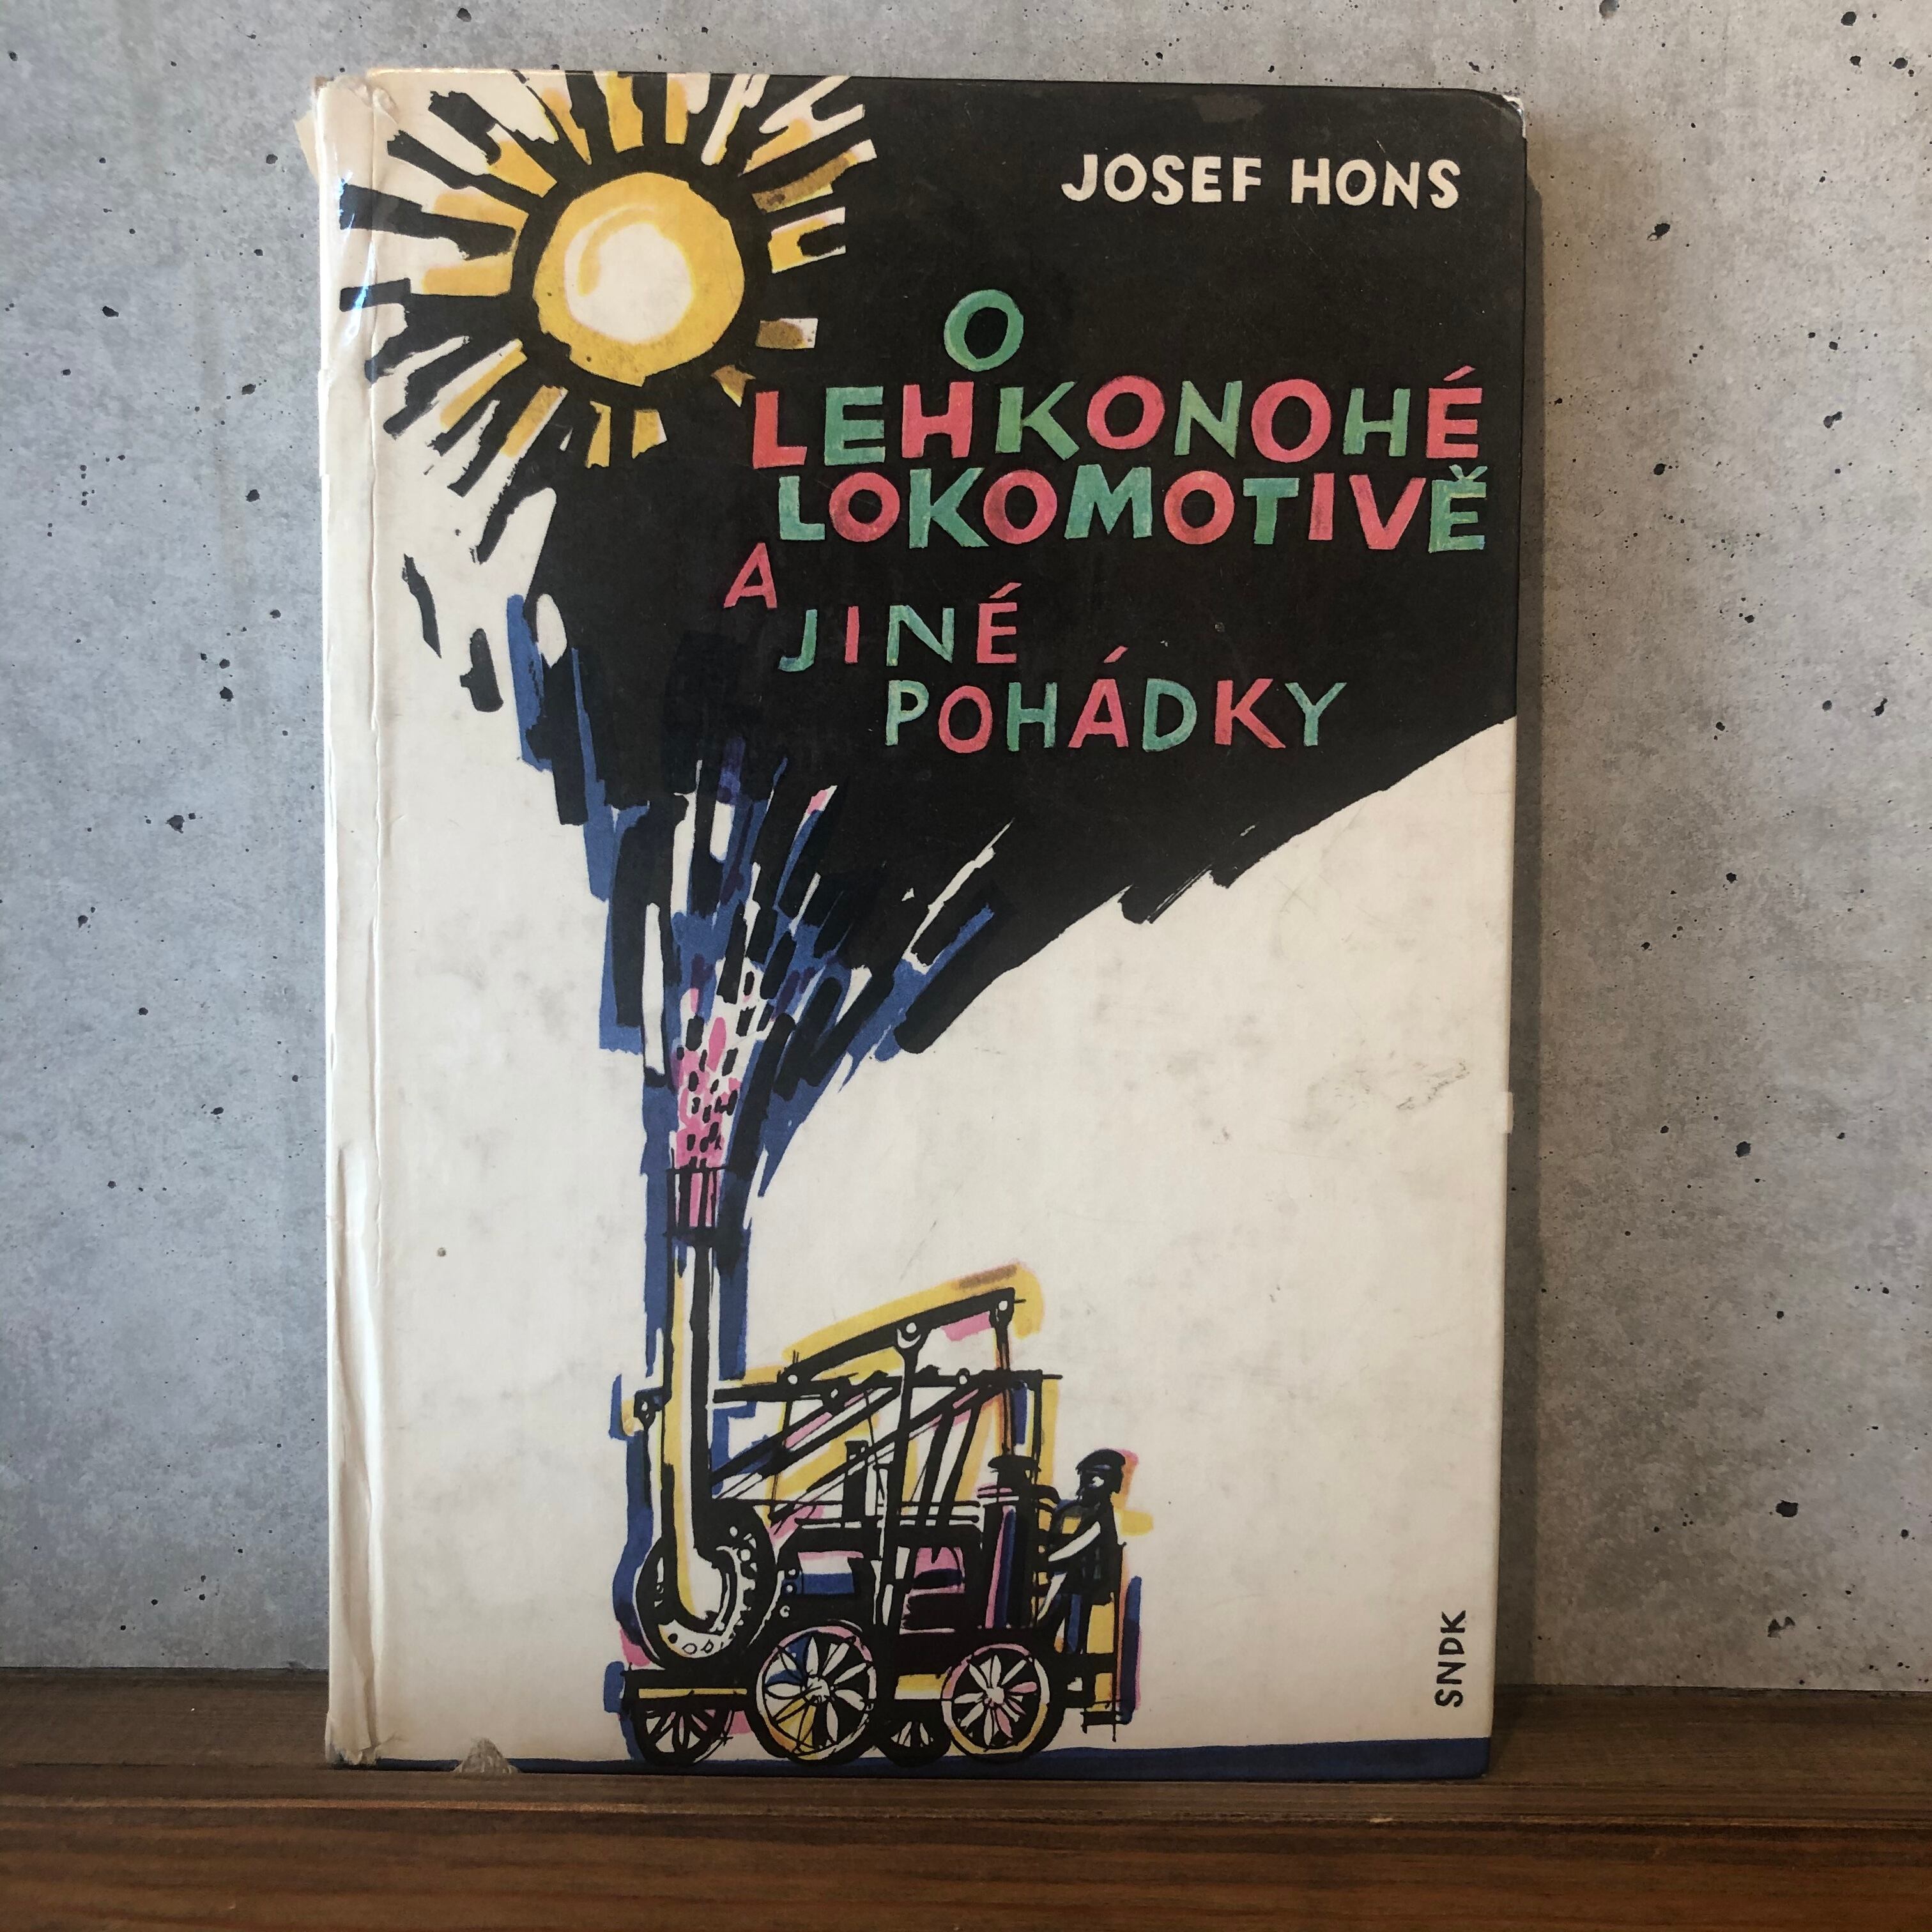 JOSEF HONS
O
LEHKONOHÉ
LOKOMOTIVĚ
A
JINÉ
POHÁDKY
SNDK